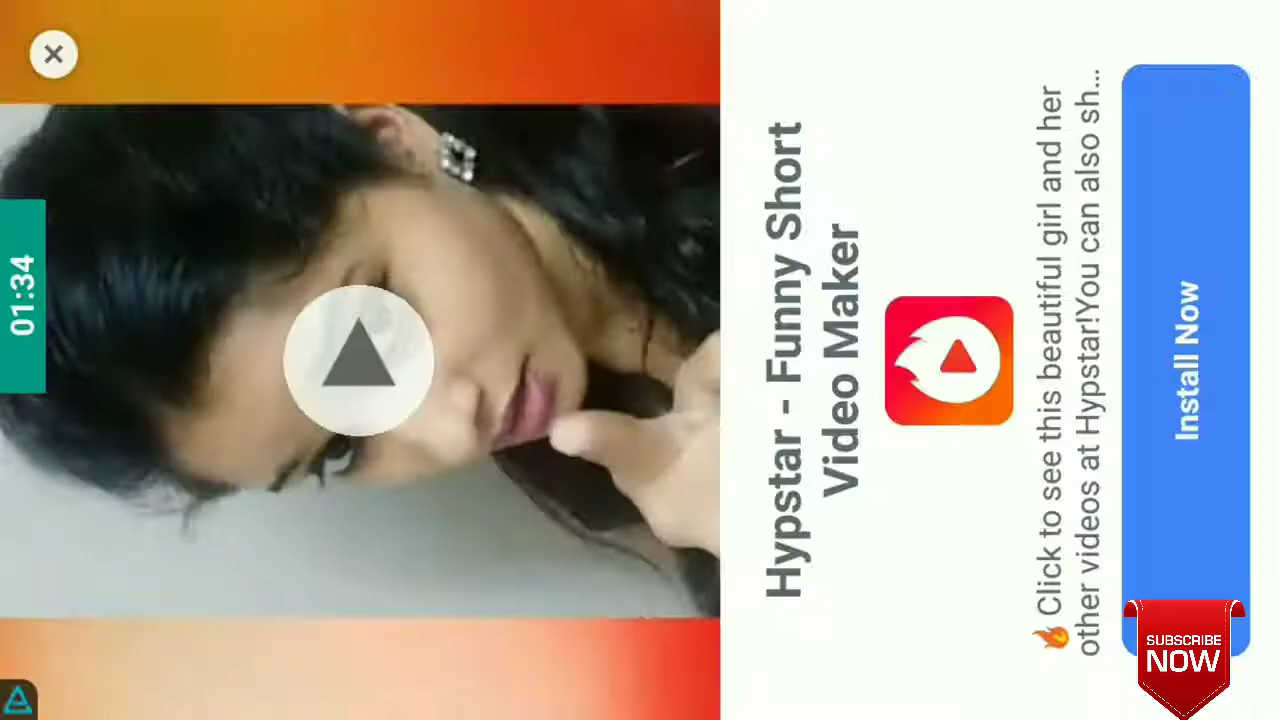 01:34
Hypstar - Funny Short
Video Maker
🔥 Click to see this beautiful girl and her
other videos at Hypstar!You can also sh...
Install Now
SUBSCRIBE
NOW